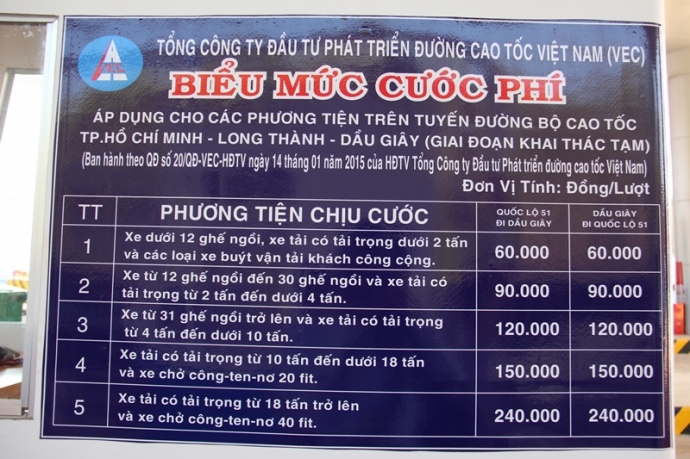 TỔNG CÔNG TY ĐẦU TƯ PHÁT TRIỂN ĐƯỜNG CAO TỐC VIỆT NAM (VEC)
BIỂU MỨC CƯỚC PHÍ
ÁP DỤNG CHO CÁC PHƯƠNG TIỆN TRÊN TUYẾN ĐƯỜNG BỘ CAO TỐC
TP.HỒ CHÍ MINH - LONG THÀNH - DẦU GIÂY (GIAI ĐOẠN KHAI THÁC TẠM)
(Ban hành theo QĐ số 20/QĐ-VEC-HĐTV ngày 14 tháng 01 năm 2015 của HĐTV Tổng Công ty Đầu tư Phát triển đường cao tốc Việt Nam)
Đơn Vị Tính: Đồng/Lượt
TT PHƯƠNG TIỆN CHỊU CƯỚC QUỐC LỘ 51 DẦU GIÂY
ĐI DẦU GIÂY ĐI QUỐC LỘ 51
1 Xe dưới 12 ghế ngồi, xe tải có tải trọng dưới 2 tấn
và các loại xe buýt vận tải khách công cộng. 60.000 60.000
2 Xe từ 12 ghế ngồi đến 30 ghế ngồi và xe tải có
tải trọng từ 2 tấn đến dưới 4 tấn. 90.000 90.000
3 Xe từ 31 ghế ngồi trở lên và xe tải có tải trọng
từ 4 tấn đến dưới 10 tấn. 120.000 120.000
4 Xe tải có tải trọng từ 10 tấn đến dưới 18 tấn
và xe chở công-ten-nơ 20 fit. 150.000 150.000
5 Xe tải có tải trọng từ 18 tấn trở lên
và xe chở công-ten-nơ 40 fit. 240.000 240.000